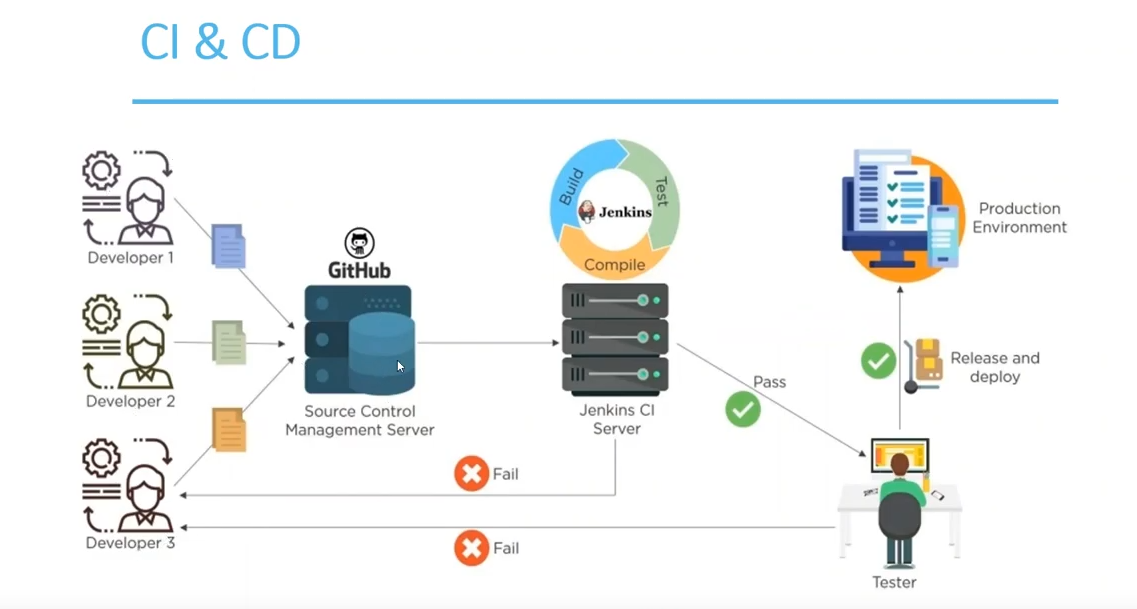 CI & CD
Developer 1
Developer 2
Developer 3
GitHub
Source Control
Management Server
Build
Test
Jenkins
Compile
Jenkins CI
Server
Pass
Fail
Fail
Production
Environment
Release and
deploy
Tester